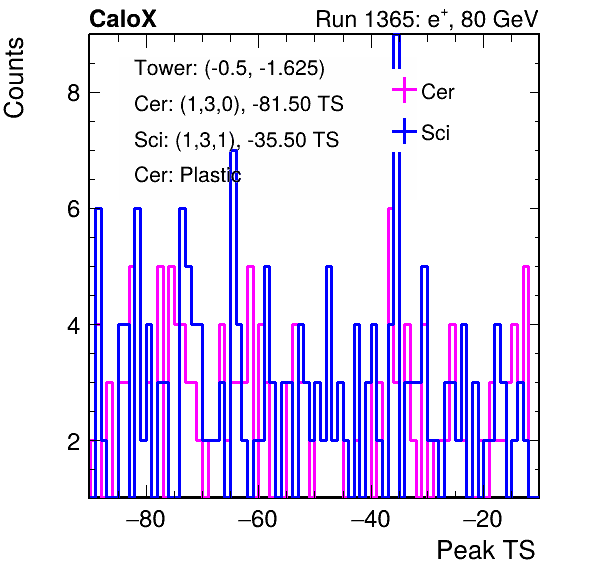 CaloX Run 1365: e⁺, 80 GeV
Counts
Tower: (-0.5, -1.625)
Cer: (1,3,0), -81.50 TS
Sci: (1,3,1), -35.50 TS
Cer: Plastic
Cer
Sci
8
6
4
2
−80 −60 −40 −20
Peak TS